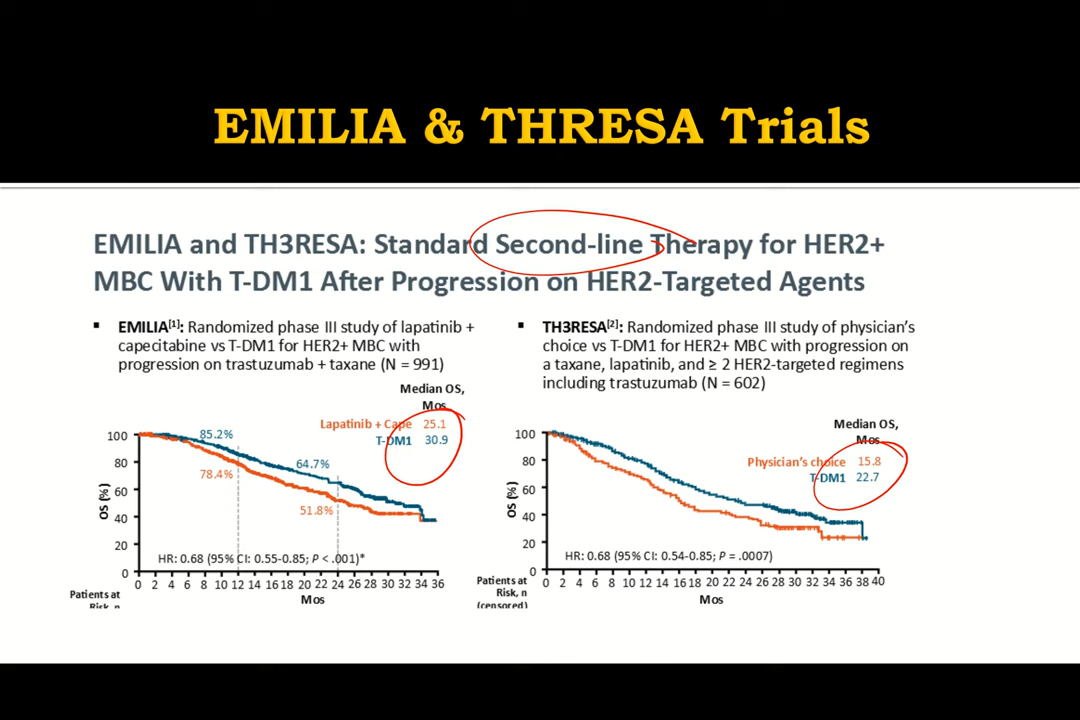 EMILIA & THRESA Trials
EMILIA and TH3RESA: Standard Second-line Therapy for HER2+
MBC With T-DM1 After Progression on HER2-Targeted Agents
▪ EMILIA[1]: Randomized phase III study of lapatinib +
capecitabine vs T-DM1 for HER2+ MBC with
progression on trastuzumab + taxane (N = 991)
Median OS,
Mos
Lapatinib + Cape 25.1
T-DM1 30.9
OS (%)
100
80
60
40
20
0
85.2%
78.4%
64.7%
51.8%
HR: 0.68 (95% CI: 0.55-0.85; P < .001)*
0 2 4 6 8 10 12 14 16 18 20 22 24 26 28 30 32 34 36
Mos
Patients at
Risk, n
▪ TH3RESA[2]: Randomized phase III study of physician's
choice vs T-DM1 for HER2+ MBC with progression on
a taxane, lapatinib, and ≥ 2 HER2-targeted regimens
including trastuzumab (N = 602)
Median OS,
Mos
Physician's choice 15.8
T-DM1 22.7
OS (%)
100
80
60
40
20
0
HR: 0.68 (95% CI: 0.54-0.85; P = .0007)
0 2 4 6 8 10 12 14 16 18 20 22 24 26 28 30 32 34 36 38 40
Mos
Patients at
Risk, n
(censored)